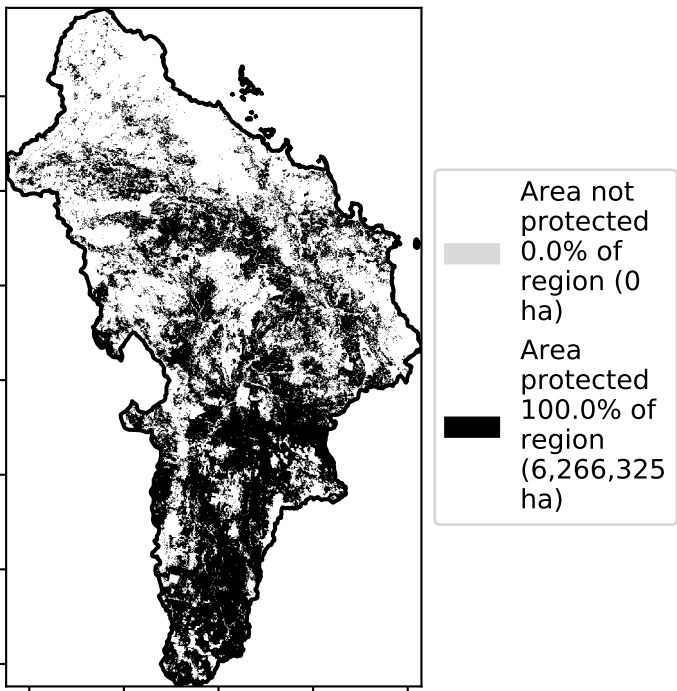 Area not
protected
0.0% of
region (0
ha)
Area
protected
100.0% of
region
(6,266,325
ha)